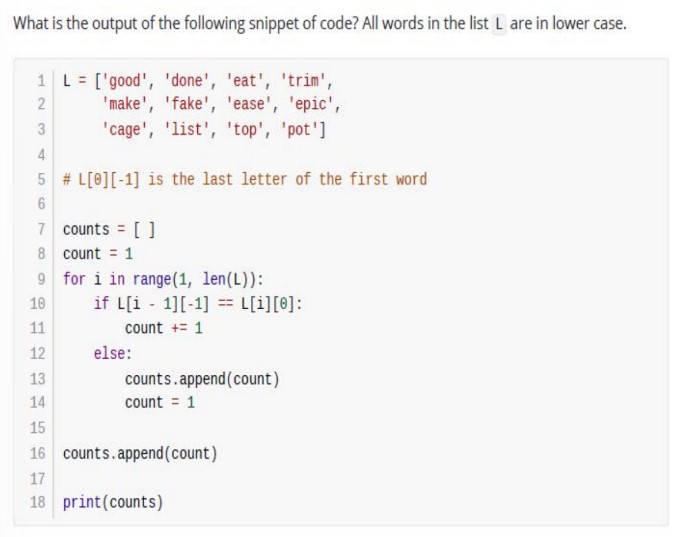 What is the output of the following snippet of code? All words in the list L are in lower case.
1 L = ['good', 'done', 'eat', 'trim',
2      'make', 'fake', 'ease', 'epic',
3      'cage', 'list', 'top', 'pot']
4
5 # L[0][-1] is the last letter of the first word
6
7 counts = [ ]
8 count = 1
9 for i in range(1, len(L)):
10     if L[i - 1][-1] == L[i][0]:
11         count += 1
12     else:
13         counts.append(count)
14         count = 1
15
16 counts.append(count)
17
18 print(counts)